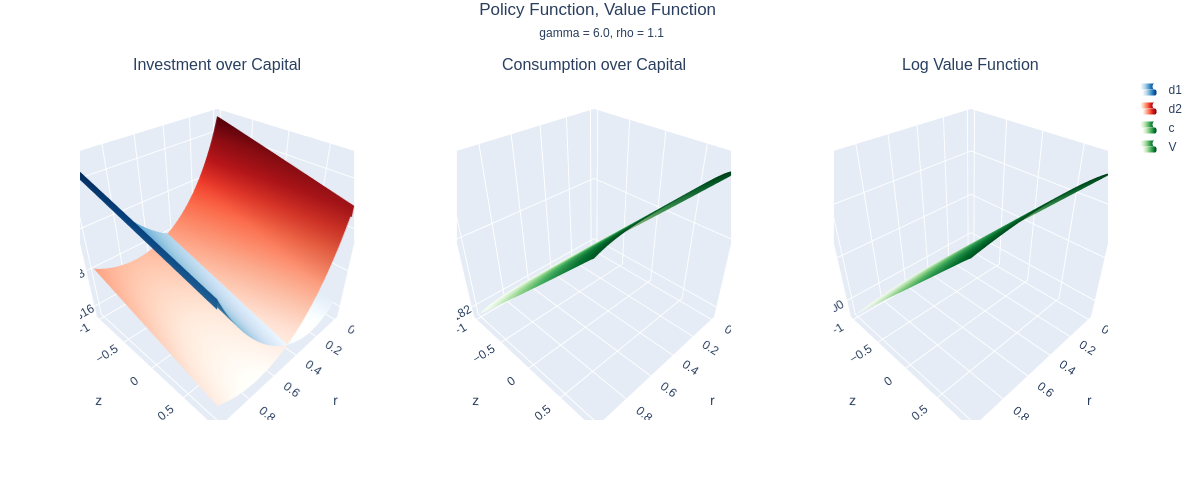 Policy Function, Value Function
gamma = 6.0, rho = 1.1
Investment over Capital
Consumption over Capital
Log Value Function
d1
d2
c
V
−1
−0.5
0
0.5
z
0
0.2
0.4
0.6
0.8
r
−1
−0.5
0
0.5
z
0
0.2
0.4
0.6
0.8
r
−1
−0.5
0
0.5
z
0
0.2
0.4
0.6
0.8
r